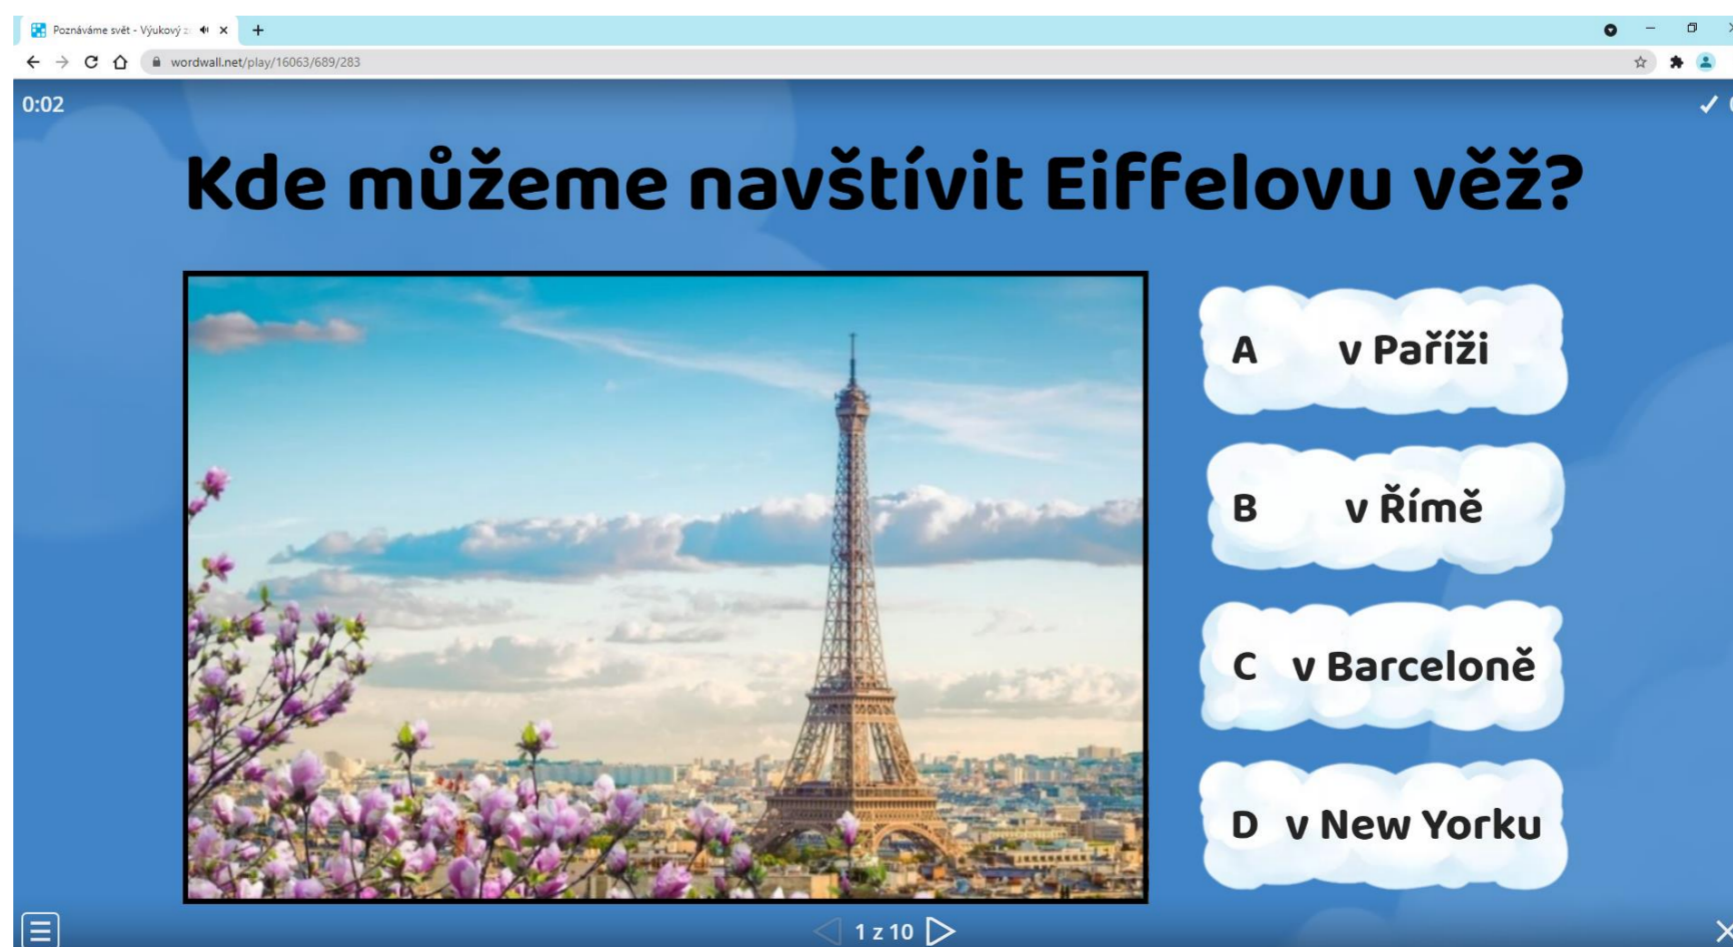 Poznáváme svět - Výukový
wordwall.net/play/16063/689/283
0:02
Kde můžeme navštívit Eiffelovu věž?
A v Paříži
B v Římě
C v Barceloně
D v New Yorku
1 z 10